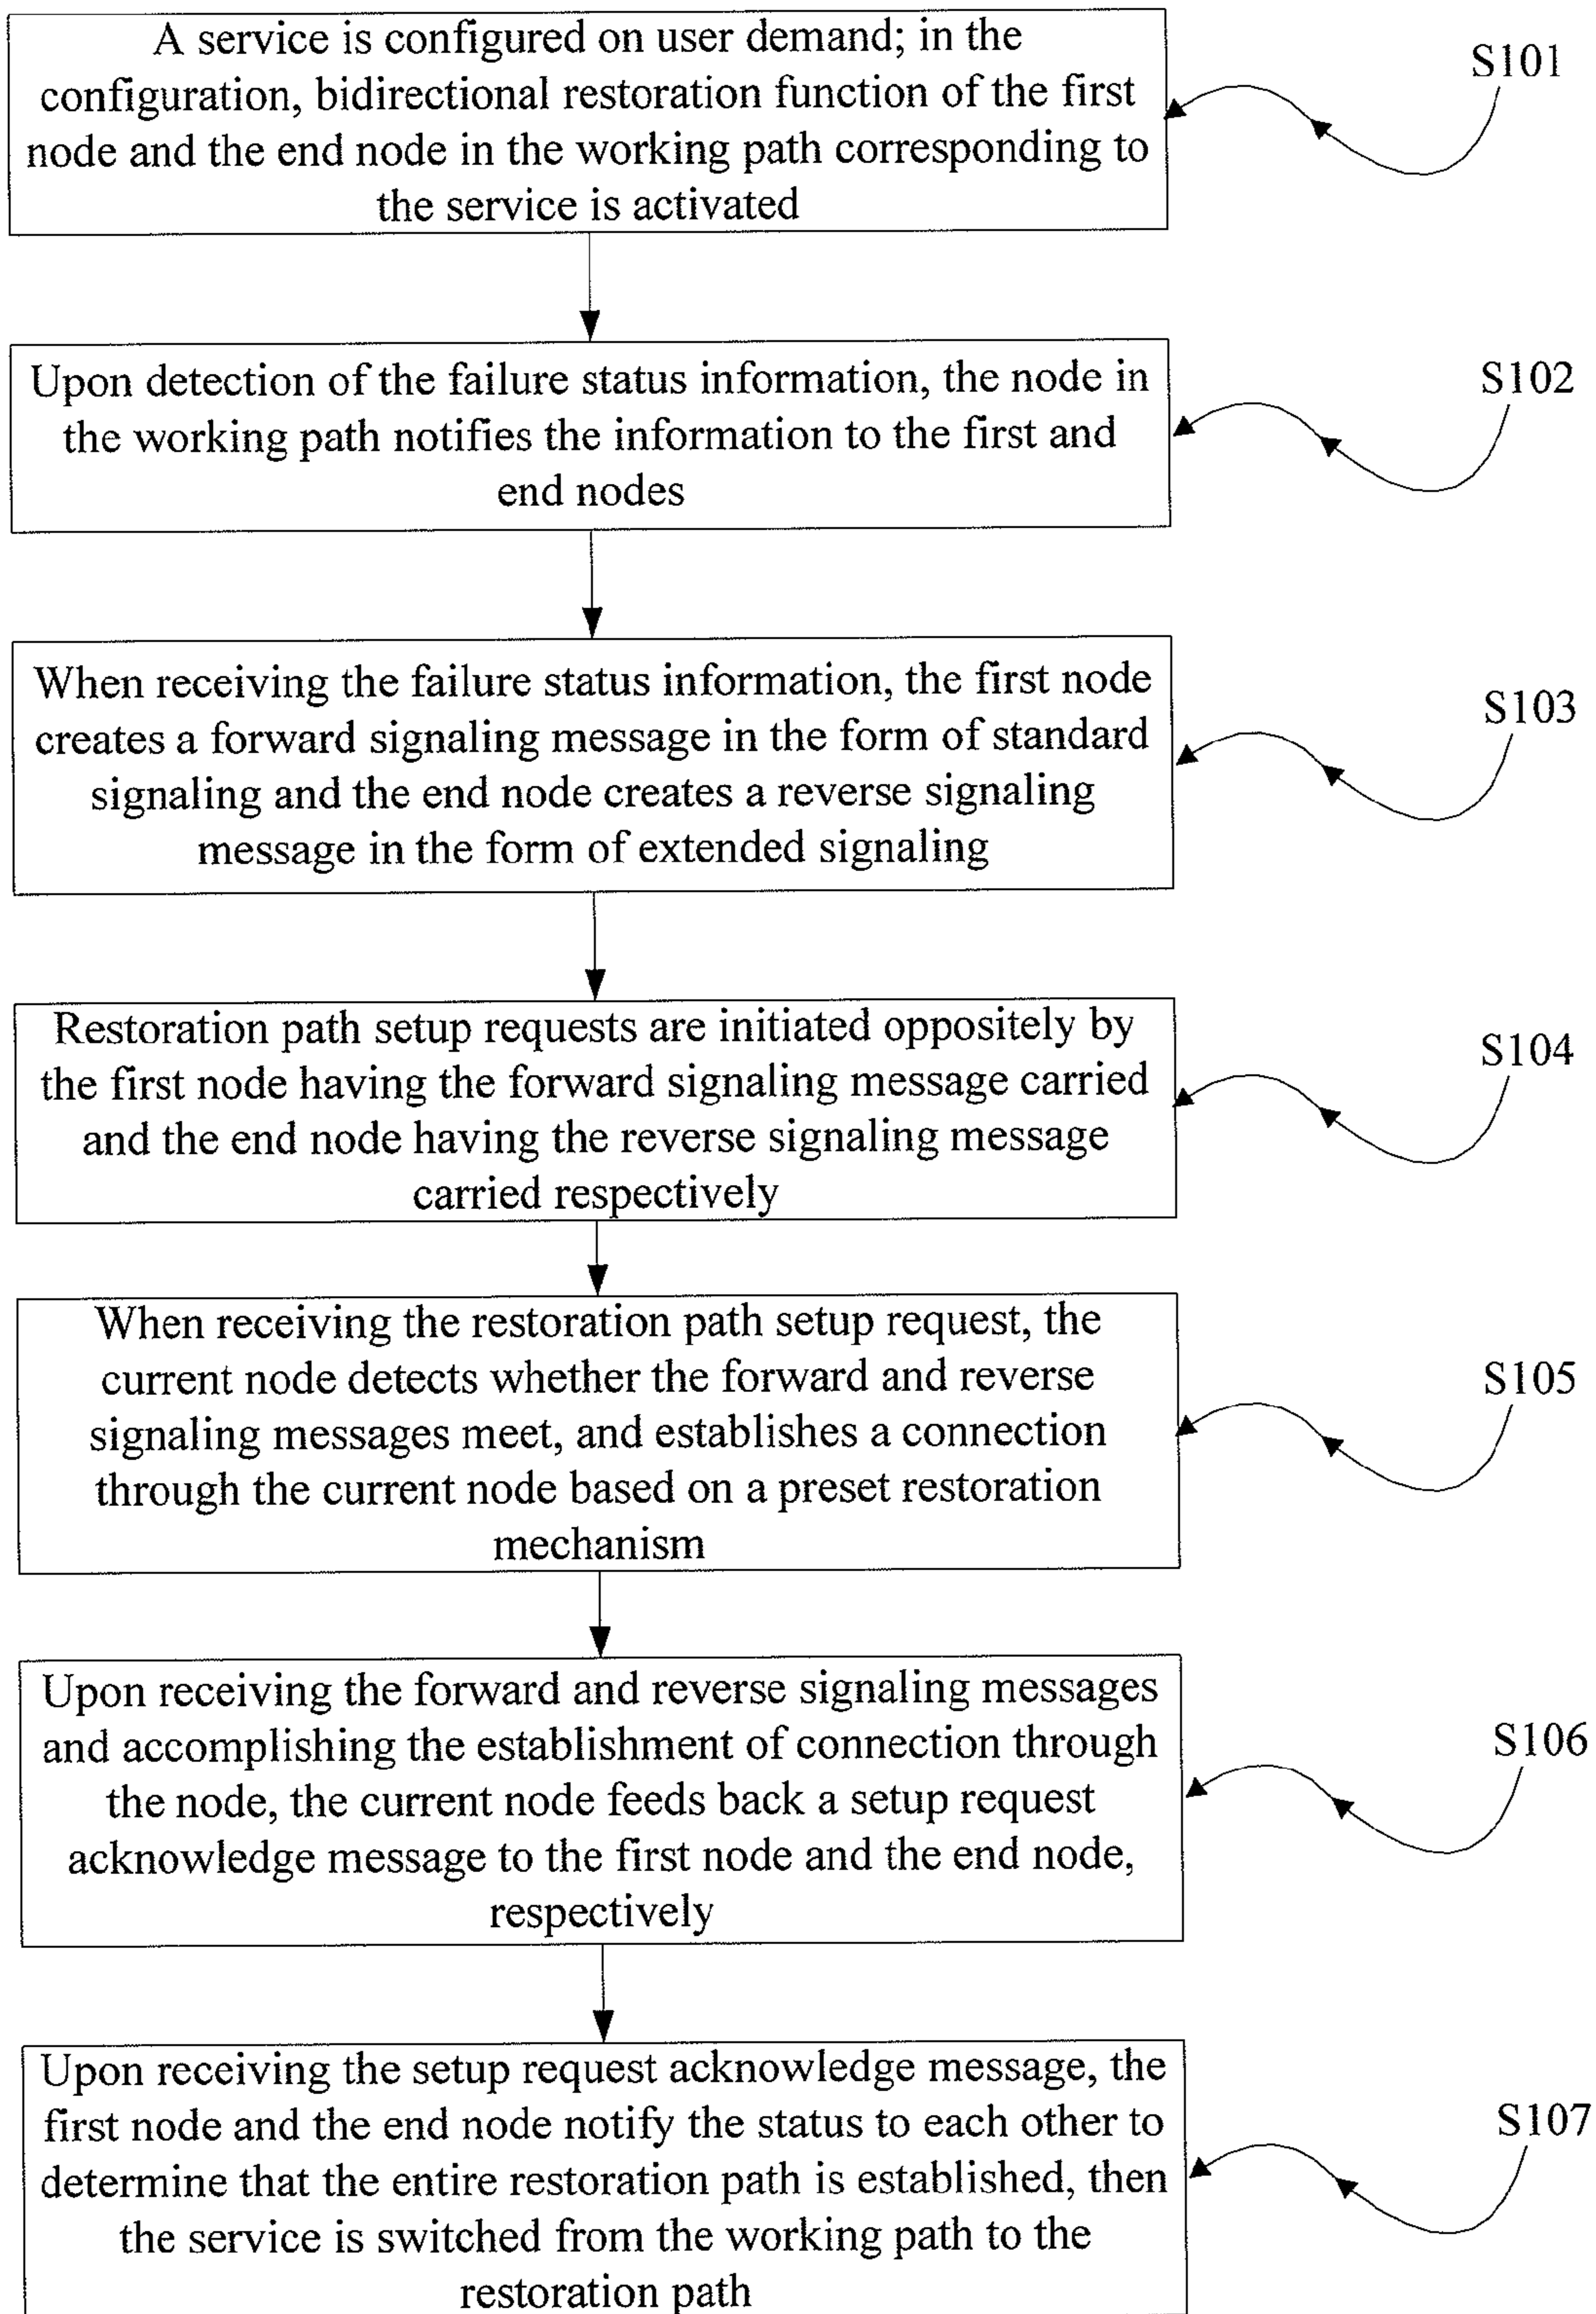 A service is configured on user demand; in the
configuration, bidirectional restoration function of the first
node and the end node in the working path corresponding to
the service is activated
S101
Upon detection of the failure status information, the node in
the working path notifies the information to the first and
end nodes
S102
When receiving the failure status information, the first node
creates a forward signaling message in the form of standard
signaling and the end node creates a reverse signaling
message in the form of extended signaling
S103
Restoration path setup requests are initiated oppositely by
the first node having the forward signaling message carried
and the end node having the reverse signaling message
carried respectively
S104
When receiving the restoration path setup request, the
current node detects whether the forward and reverse
signaling messages meet, and establishes a connection
through the current node based on a preset restoration
mechanism
S105
Upon receiving the forward and reverse signaling messages
and accomplishing the establishment of connection through
the node, the current node feeds back a setup request
acknowledge message to the first node and the end node,
respectively
S106
Upon receiving the setup request acknowledge message, the
first node and the end node notify the status to each other to
determine that the entire restoration path is established, then
the service is switched from the working path to the
restoration path
S107